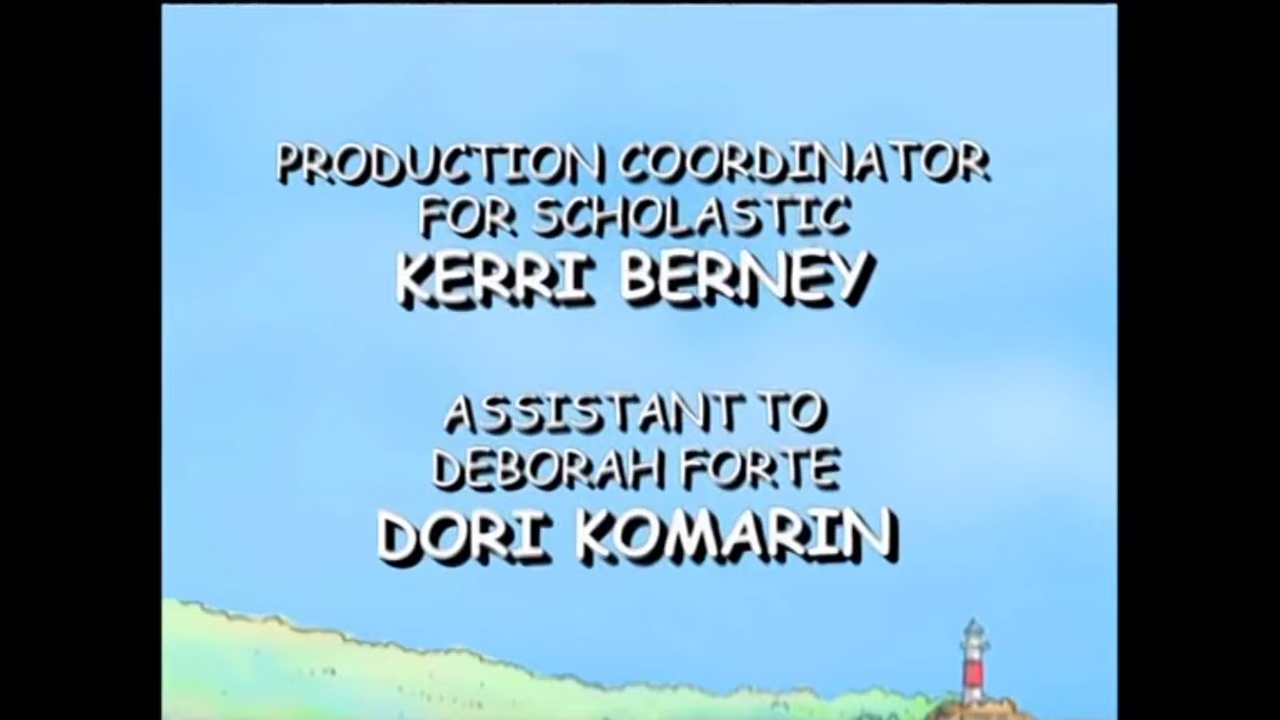 PRODUCTION COORDINATOR
FOR SCHOLASTIC
KERRI BERNEY
ASSISTANT TO
DEBORAH FORTE
DORI KOMARIN